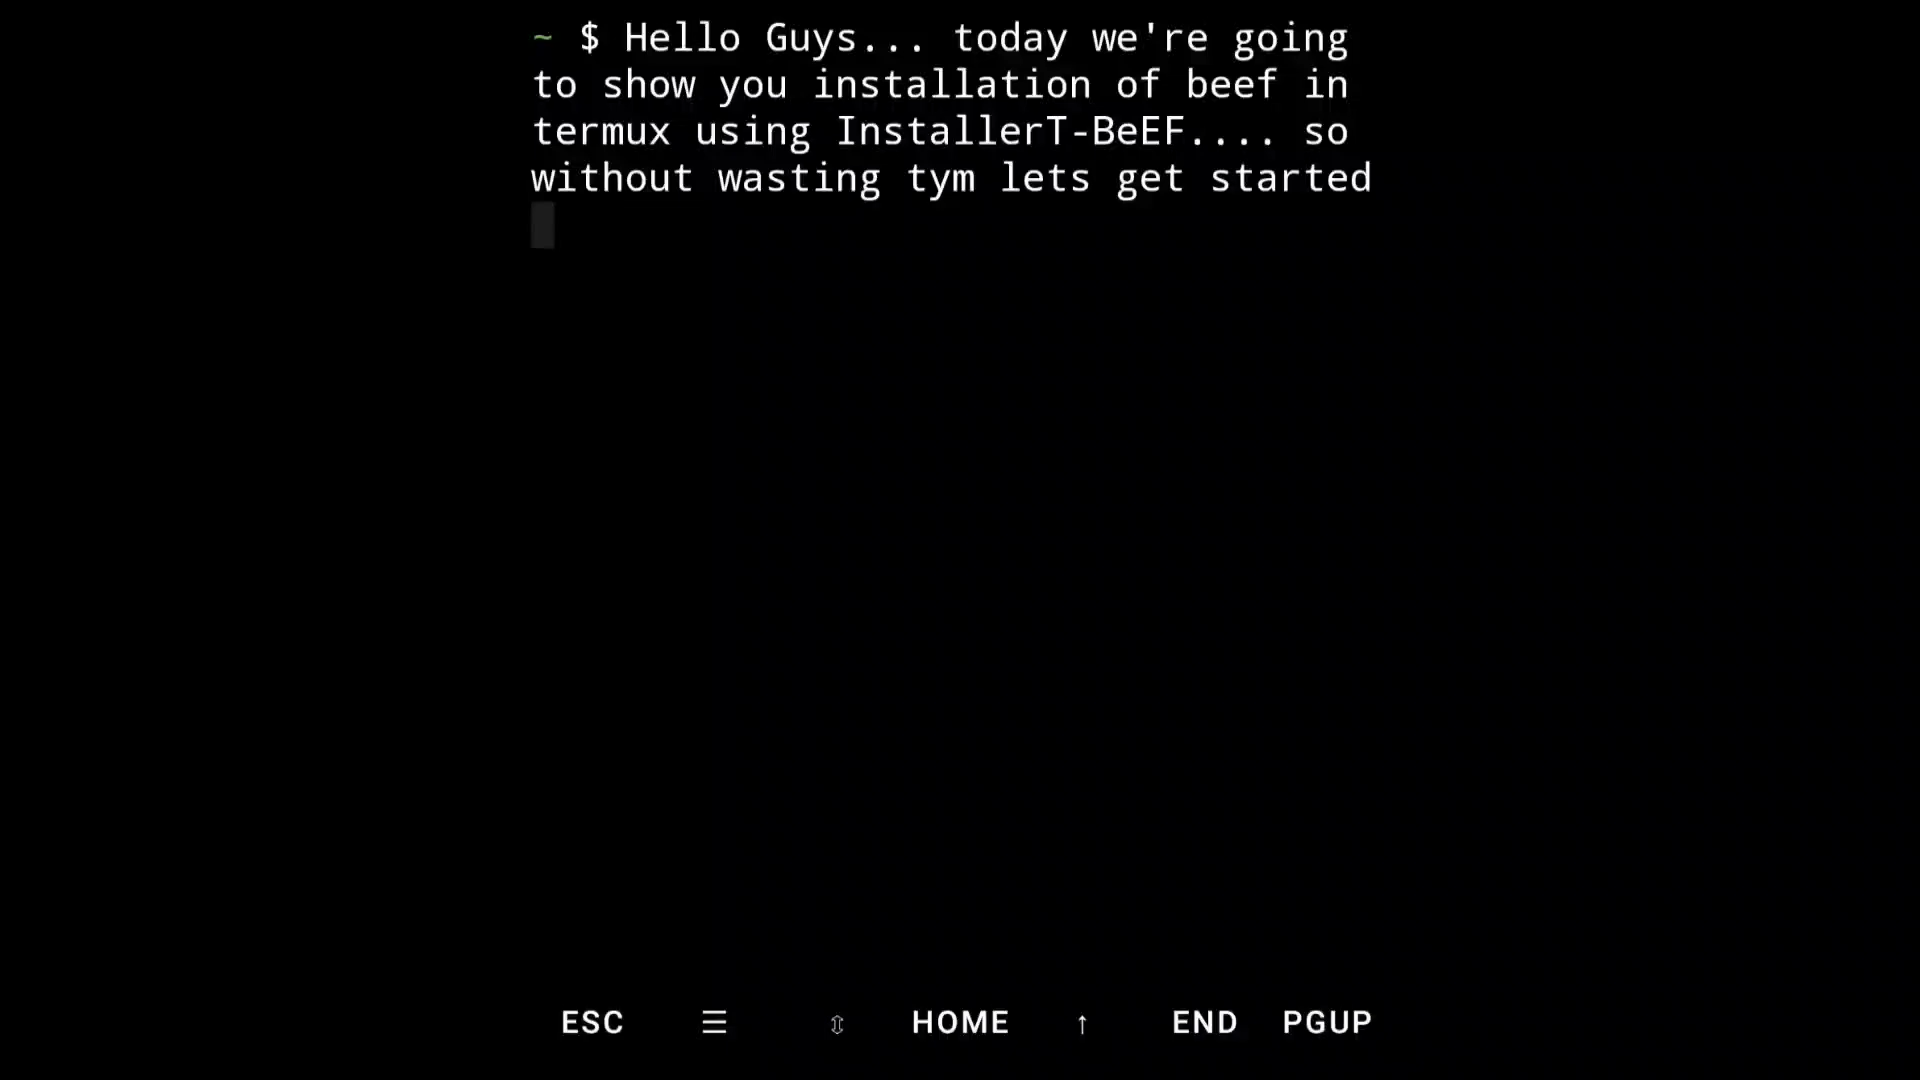 ~ $ Hello Guys... today we're going
to show you installation of beef in
termux using InstallerT-BeEF.... so
without wasting tym lets get started
ESC ☰ ⇳ HOME ↑ END PGUP